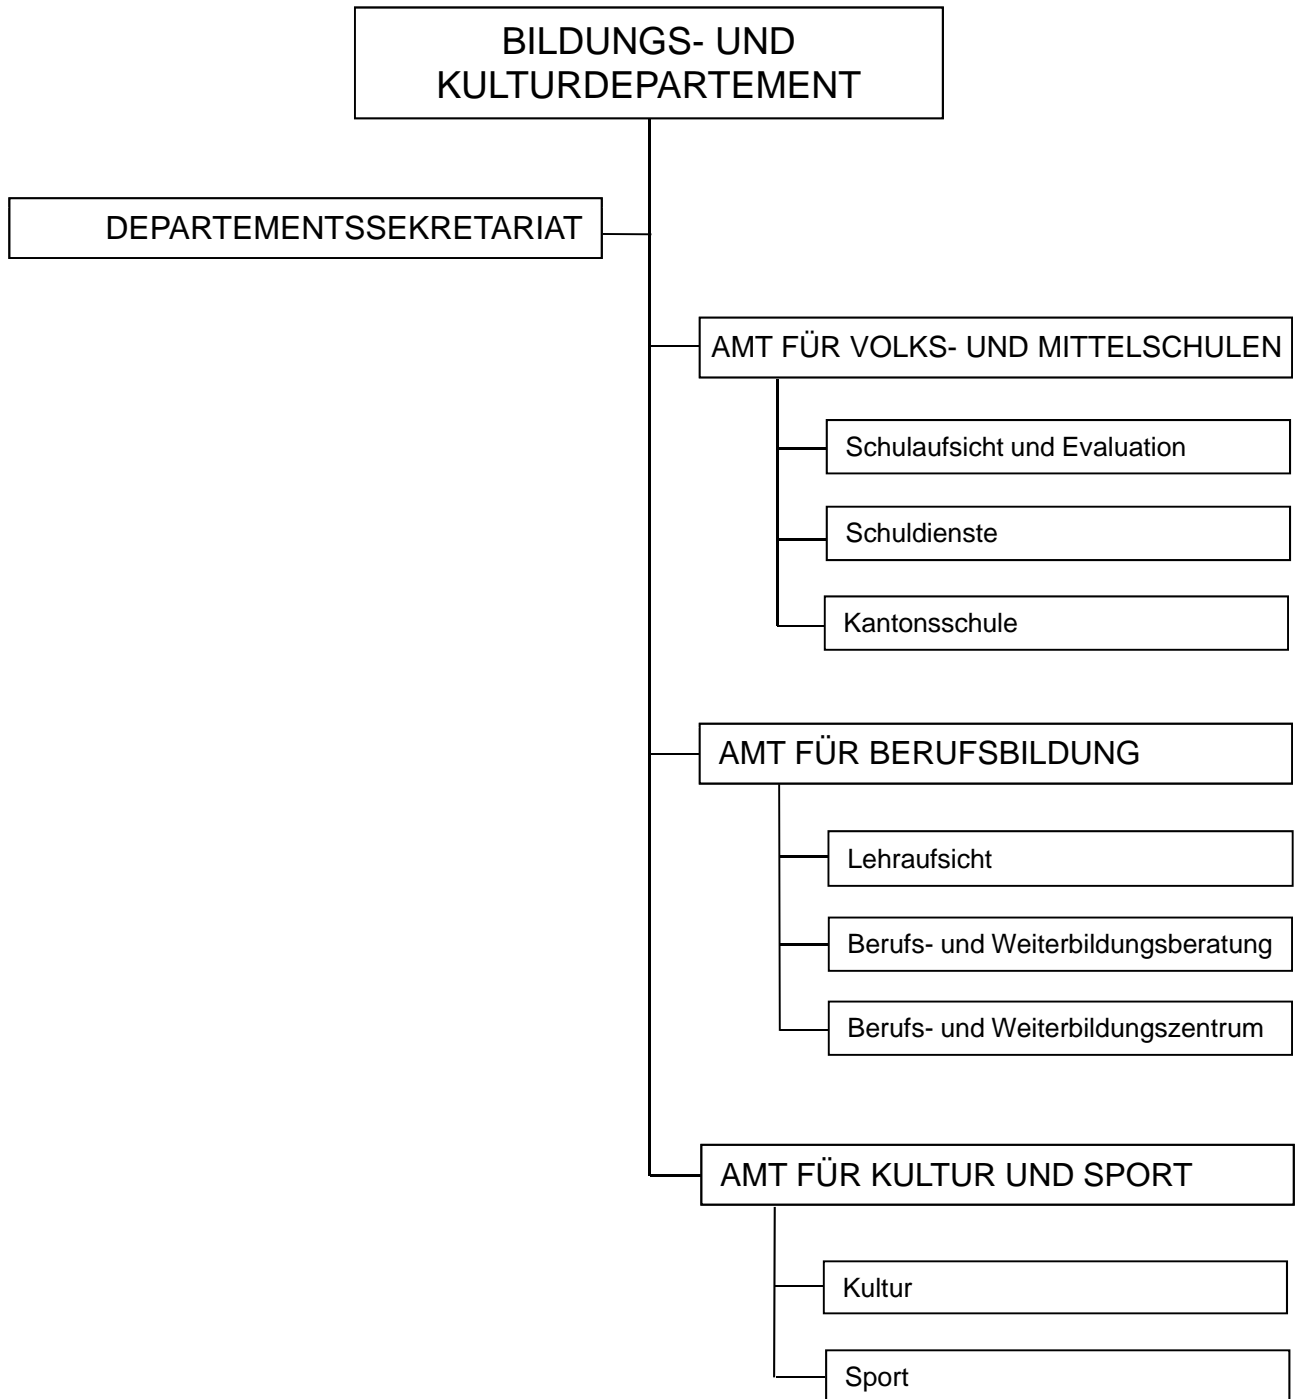 BILDUNGS- UND
KULTURDEPARTEMENT
DEPARTEMENTSSEKRETARIAT
AMT FÜR VOLKS- UND MITTELSCHULEN
Schulaufsicht und Evaluation
Schuldienste
Kantonsschule
AMT FÜR BERUFSBILDUNG
Lehraufsicht
Berufs- und Weiterbildungsberatung
Berufs- und Weiterbildungszentrum
AMT FÜR KULTUR UND SPORT
Kultur
Sport